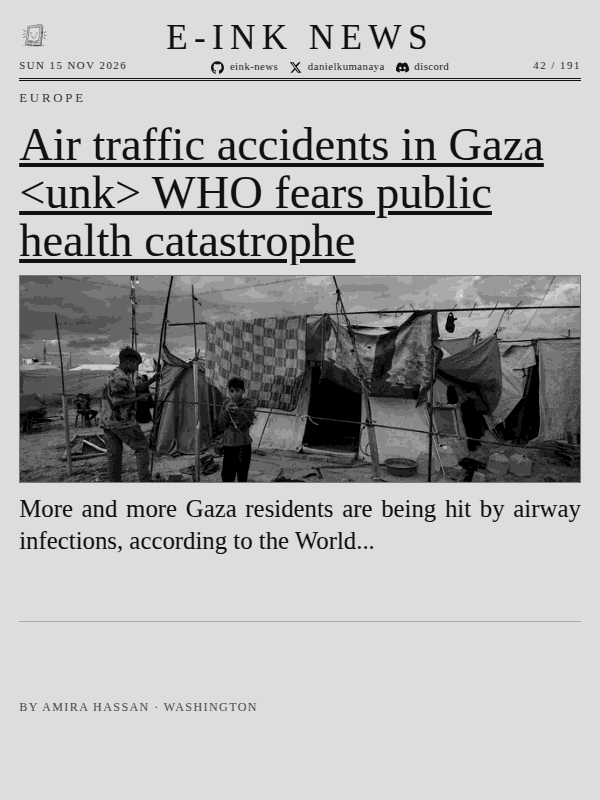 E-INK NEWS
SUN 15 NOV 2026
eink-news danielkumanaya discord
42 / 191
EUROPE
Air traffic accidents in Gaza
<unk> WHO fears public
health catastrophe
More and more Gaza residents are being hit by airway
infections, according to the World...
BY AMIRA HASSAN · WASHINGTON